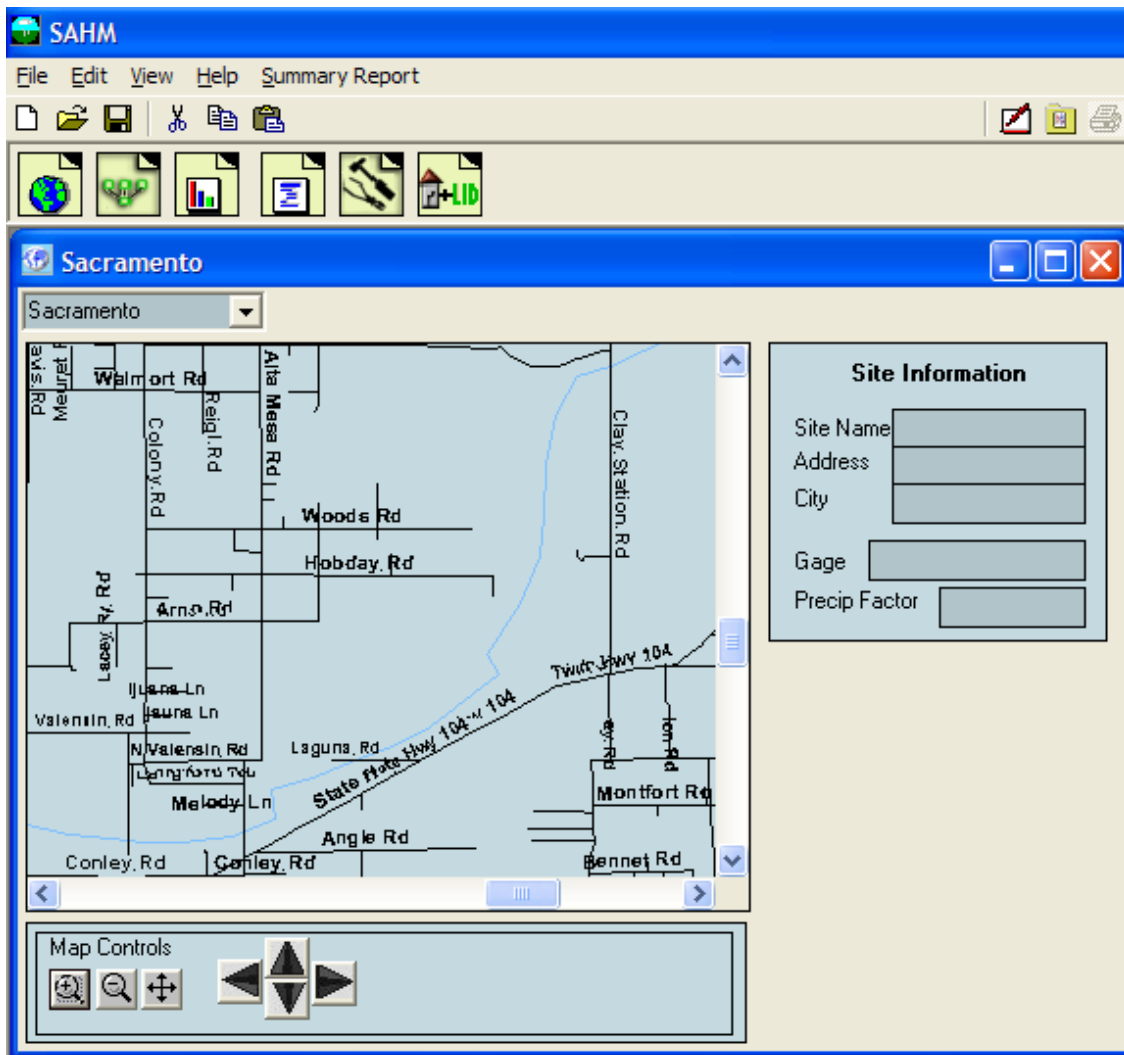 SAHM
File Edit View Help Summary Report
+LID
Sacramento
Sacramento
Walmort Rd
Meuret
Reigl.Rd
Alta Mesa Rd
Colony.Rd
Clay.Station.Rd
Woods Rd
Hobday.Rd
Arno.Rd
Lacey.Rd
Ijuana Ln
Valensin.Rd
N.Valensin.Rd
Laguna.Rd
Melody Ln
State Hwy 104
Twin Hwy 104
Montfort Rd
Angle Rd
Conley.Rd
Conley.Rd
Bennet Rd
Site Information
Site Name
Address
City
Gage
Precip Factor
Map Controls